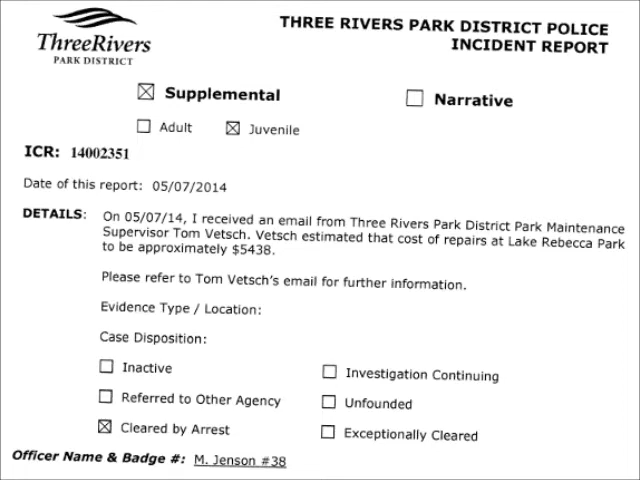 THREE RIVERS PARK DISTRICT POLICE
INCIDENT REPORT
ThreeRivers
PARK DISTRICT
☒ Supplemental ☐ Narrative
☐ Adult ☒ Juvenile
ICR: 14002351
Date of this report: 05/07/2014
DETAILS: On 05/07/14, I received an email from Three Rivers Park District Park Maintenance
Supervisor Tom Vetsch. Vetsch estimated that cost of repairs at Lake Rebecca Park
to be approximately $5438.
Please refer to Tom Vetsch's email for further information.
Evidence Type / Location:
Case Disposition:
☐ Inactive ☐ Investigation Continuing
☐ Referred to Other Agency ☐ Unfounded
☒ Cleared by Arrest ☐ Exceptionally Cleared
Officer Name & Badge #: M. Jenson #38